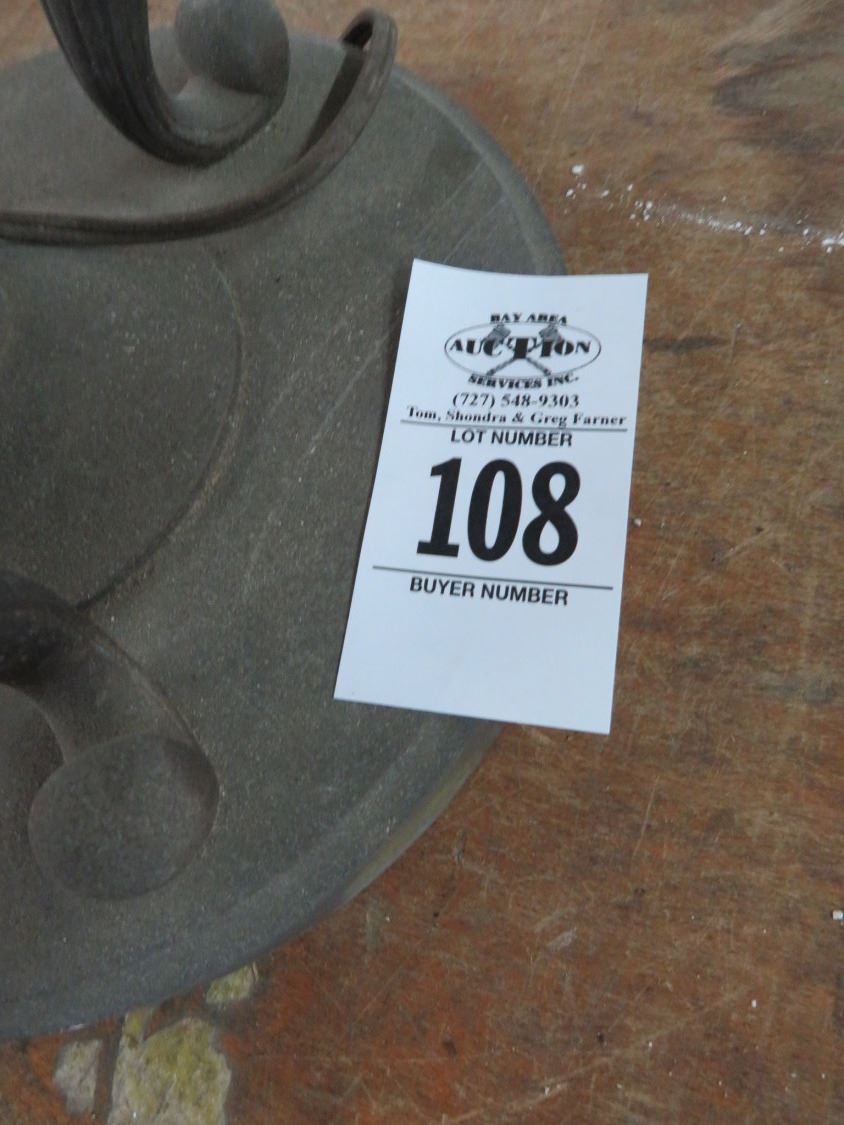 BAY AREA
AUCTION
SERVICES INC.
(727) 548-9303
Tom, Shondra & Greg Farner
LOT NUMBER
108
BUYER NUMBER